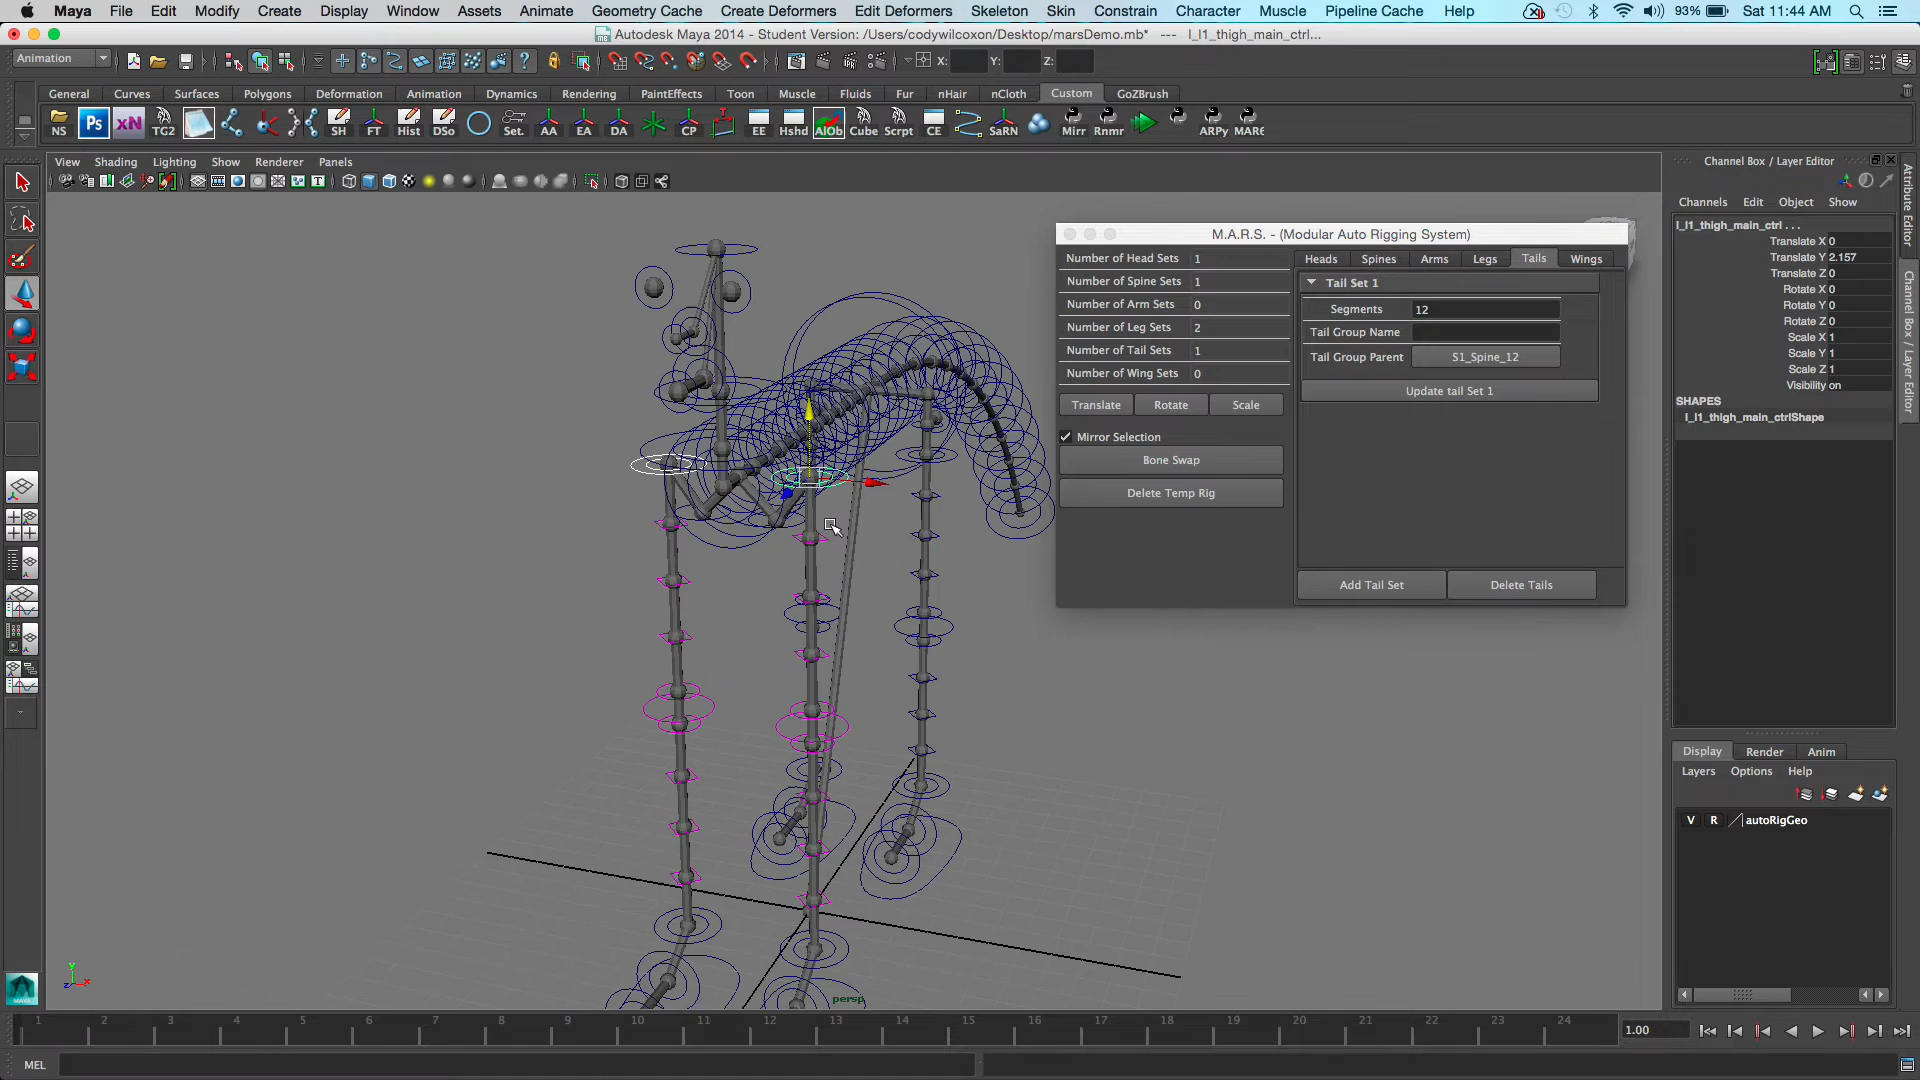 Maya File Edit Modify Create Display Window Assets Animate Geometry Cache Create Deformers Edit Deformers Skeleton Skin Constrain Character Muscle Pipeline Cache Help 93% Sat 11:44 AM
Autodesk Maya 2014 - Student Version: /Users/codywilcoxon/Desktop/marsDemo.mb* --- l_l1_thigh_main_ctrl...
Animation X: Y: Z:
General Curves Surfaces Polygons Deformation Animation Dynamics Rendering PaintEffects Toon Muscle Fluids Fur nHair nCloth Custom GoZBrush
NS Ps xN TG2 SH FT Hist DSo Set. AA EA DA CP EE Hshd AlOb Cube Scrpt CE SaRN Mirr Rnmr ARPy MARS
View Shading Lighting Show Renderer Panels
M.A.R.S. - (Modular Auto Rigging System)
Number of Head Sets 1
Number of Spine Sets 1
Number of Arm Sets 0
Number of Leg Sets 2
Number of Tail Sets 1
Number of Wing Sets 0
Translate Rotate Scale
Mirror Selection
Bone Swap
Delete Temp Rig
Heads Spines Arms Legs Tails Wings
Tail Set 1
Segments 12
Tail Group Name
Tail Group Parent S1_Spine_12
Update tail Set 1
Add Tail Set Delete Tails
Channel Box / Layer Editor
Channels Edit Object Show
l_l1_thigh_main_ctrl . . .
Translate X 0
Translate Y 2.157
Translate Z 0
Rotate X 0
Rotate Y 0
Rotate Z 0
Scale X 1
Scale Y 1
Scale Z 1
Visibility on
SHAPES
l_l1_thigh_main_ctrlShape
Attribute Editor
Channel Box / Layer Editor
Display Render Anim
Layers Options Help
V R autoRigGeo
persp
y
x
z
MAYA
1 2 3 4 5 6 7 8 9 10 11 12 13 14 15 16 17 18 19 20 21 22 23 24 1.00
MEL